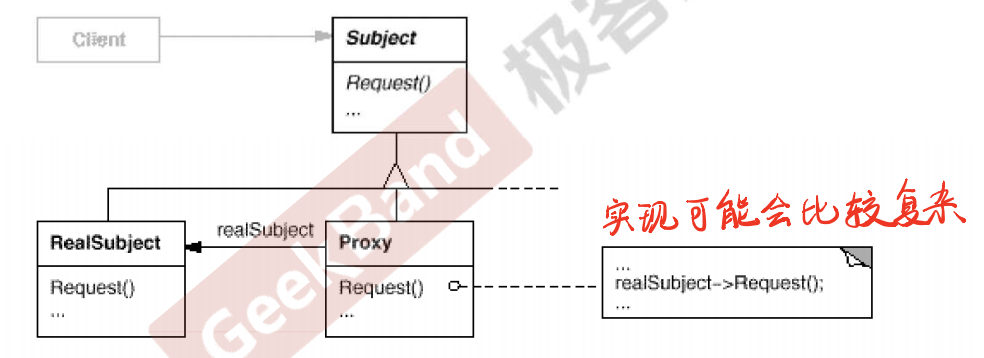 Client
Subject
Request()
...
极客
GeekBand
RealSubject
Request()
...
realSubject
Proxy
Request()
...
实现可能会比较复杂
...
realSubject->Request();
...